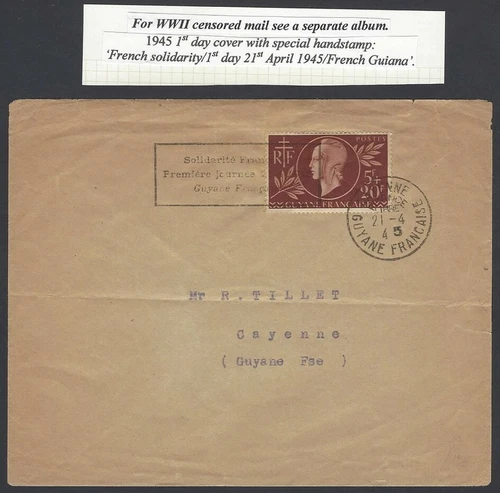 For WWII censored mail see a separate album.
1945 1st day cover with special handstamp:
'French solidarity/1st day 21st April 1945/French Guiana'.
Solidarité
Première journée
Guyane
RF
POSTES
5F
+
20F
GUYANE FRANÇAISE
21-4
45
GUYANE FRANÇAISE
Mr R. TILLET
Cayenne
( Guyane Fse )